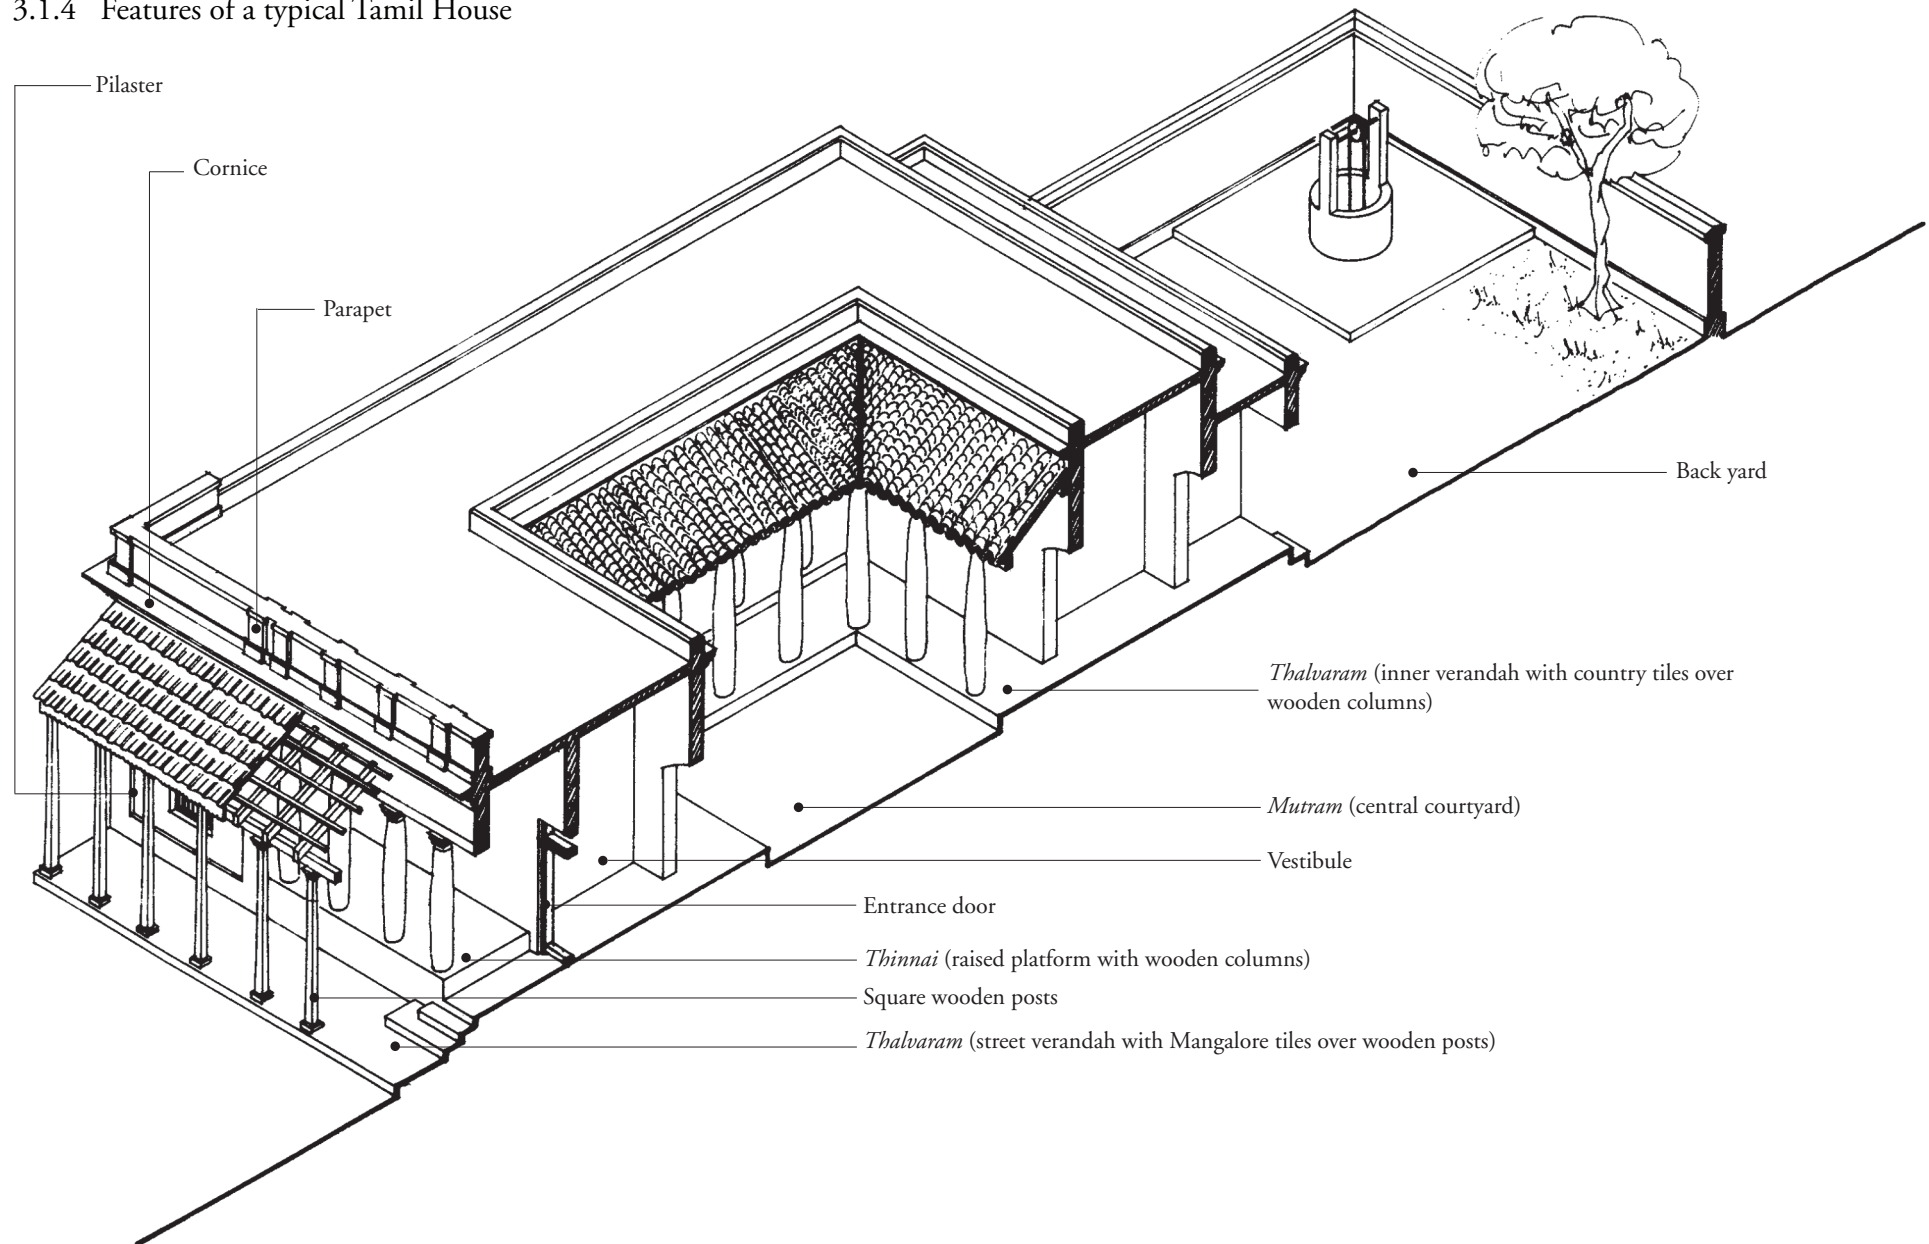 3.1.4 Features of a typical Tamil House
Pilaster
Cornice
Parapet
Back yard
Thalvaram (inner verandah with country tiles over
wooden columns)
Mutram (central courtyard)
Vestibule
Entrance door
Thinnai (raised platform with wooden columns)
Square wooden posts
Thalvaram (street verandah with Mangalore tiles over wooden posts)